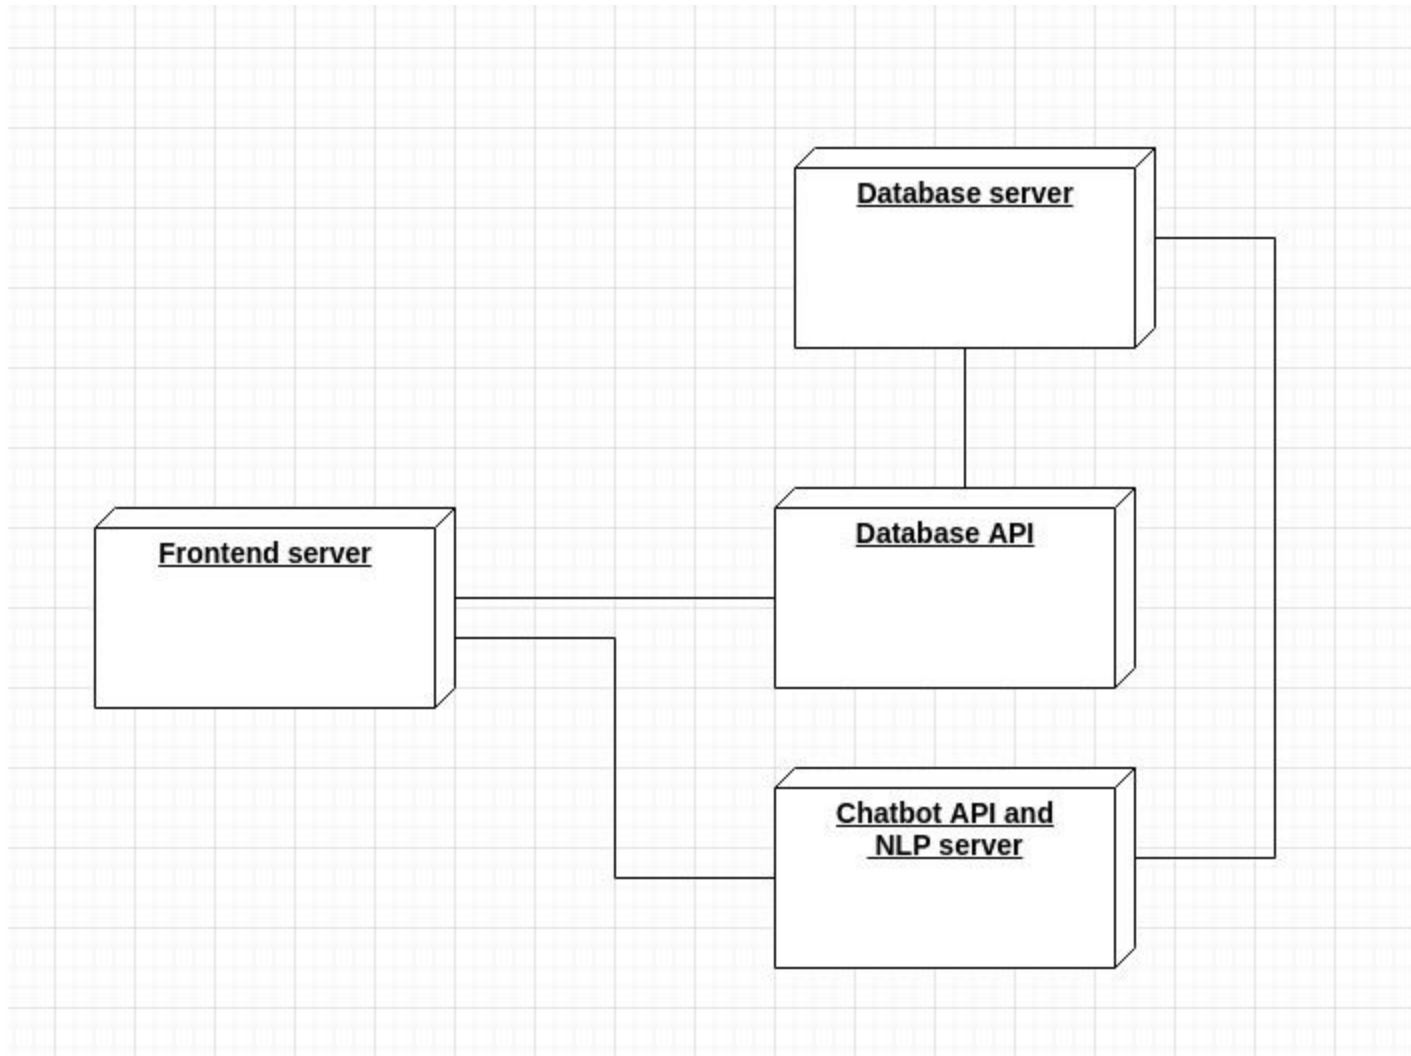 Database server
Database API
Frontend server
Chatbot API and
NLP server